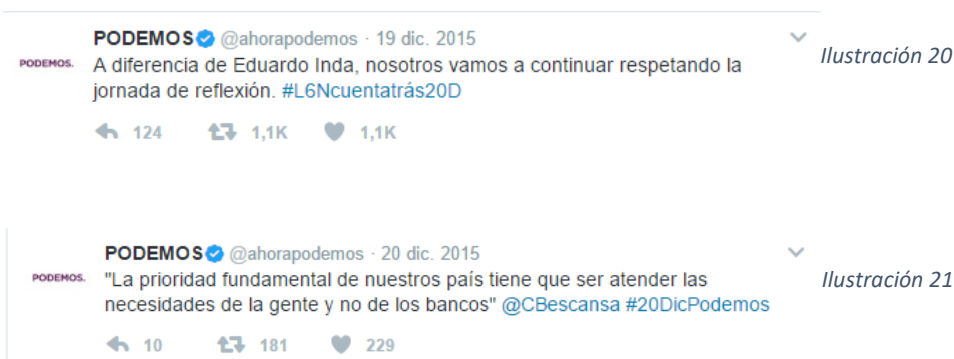 PODEMOS @ahorapodemos · 19 dic. 2015
PODEMOS.
A diferencia de Eduardo Inda, nosotros vamos a continuar respetando la
jornada de reflexión. #L6Ncuentatrás20D
124 1,1K 1,1K
Ilustración 20
PODEMOS @ahorapodemos · 20 dic. 2015
PODEMOS.
"La prioridad fundamental de nuestros país tiene que ser atender las
necesidades de la gente y no de los bancos" @CBescansa #20DicPodemos
10 181 229
Ilustración 21